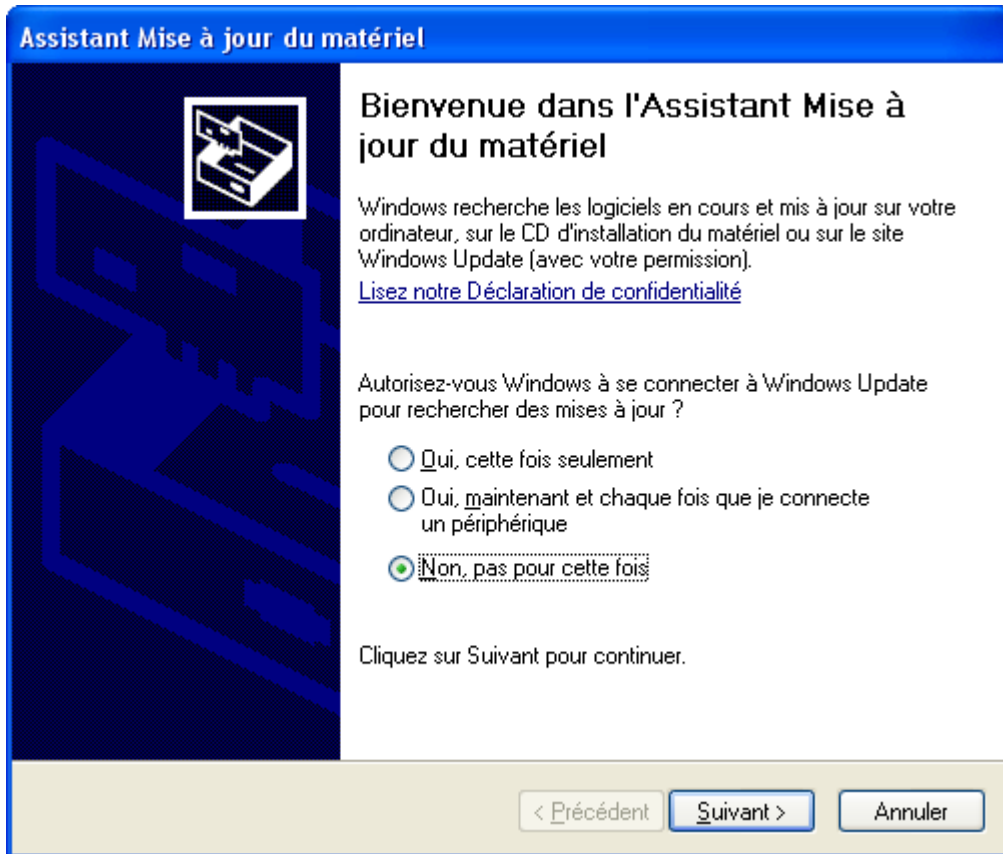 Assistant Mise à jour du matériel
Bienvenue dans l'Assistant Mise à
jour du matériel
Windows recherche les logiciels en cours et mis à jour sur votre
ordinateur, sur le CD d'installation du matériel ou sur le site
Windows Update (avec votre permission).
Lisez notre Déclaration de confidentialité
Autorisez-vous Windows à se connecter à Windows Update
pour rechercher des mises à jour ?
Oui, cette fois seulement
Oui, maintenant et chaque fois que je connecte
un périphérique
Non, pas pour cette fois
Cliquez sur Suivant pour continuer.
< Précédent
Suivant >
Annuler